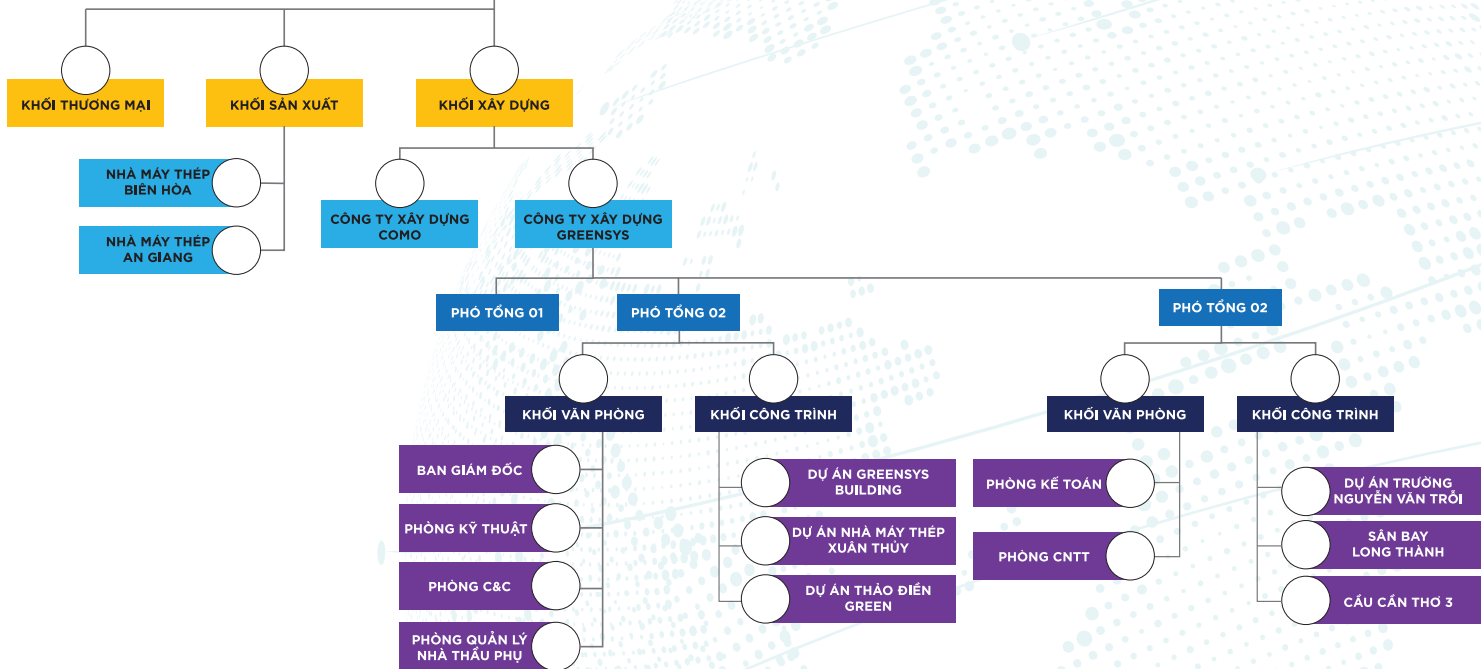 KHỐI THƯƠNG MẠI
KHỐI SẢN XUẤT
KHỐI XÂY DỰNG
NHÀ MÁY THÉP
BIÊN HÒA
NHÀ MÁY THÉP
AN GIANG
CÔNG TY XÂY DỰNG
COMO
CÔNG TY XÂY DỰNG
GREENSYS
PHÓ TỔNG 01
PHÓ TỔNG 02
PHÓ TỔNG 02
KHỐI VĂN PHÒNG
KHỐI CÔNG TRÌNH
KHỐI VĂN PHÒNG
KHỐI CÔNG TRÌNH
BAN GIÁM ĐỐC
PHÒNG KỸ THUẬT
PHÒNG C&C
PHÒNG QUẢN LÝ
NHÀ THẦU PHỤ
DỰ ÁN GREENSYS
BUILDING
DỰ ÁN NHÀ MÁY THÉP
XUÂN THỦY
DỰ ÁN THẢO ĐIỀN
GREEN
PHÒNG KẾ TOÁN
PHÒNG CNTT
DỰ ÁN TRƯỜNG
NGUYỄN VĂN TRỖI
SÂN BAY
LONG THÀNH
CẦU CẦN THƠ 3